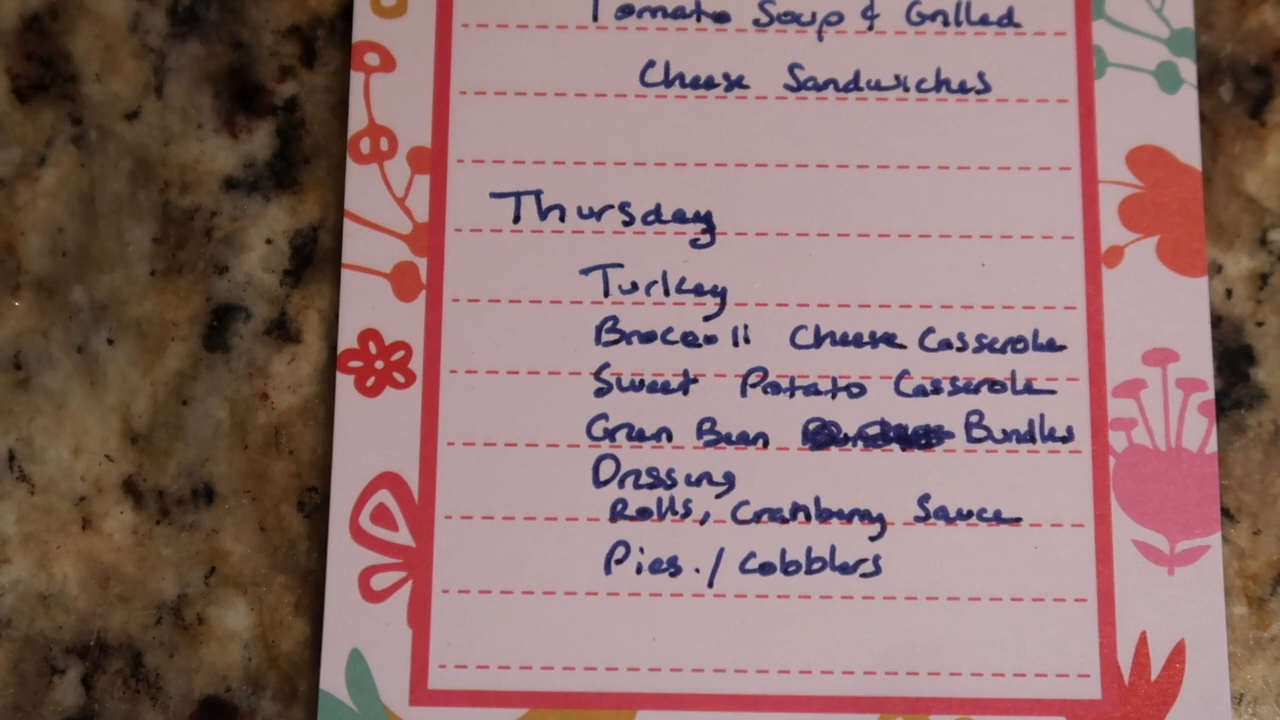 Tomato Soup & Grilled
Cheese Sandwiches
Thursday
Turkey
Broccoli Cheese Casserole
Sweet Potato Casserole
Green Bean Bundles
Dressing
Rolls, Cranberry Sauce
Pies. / Cobblers